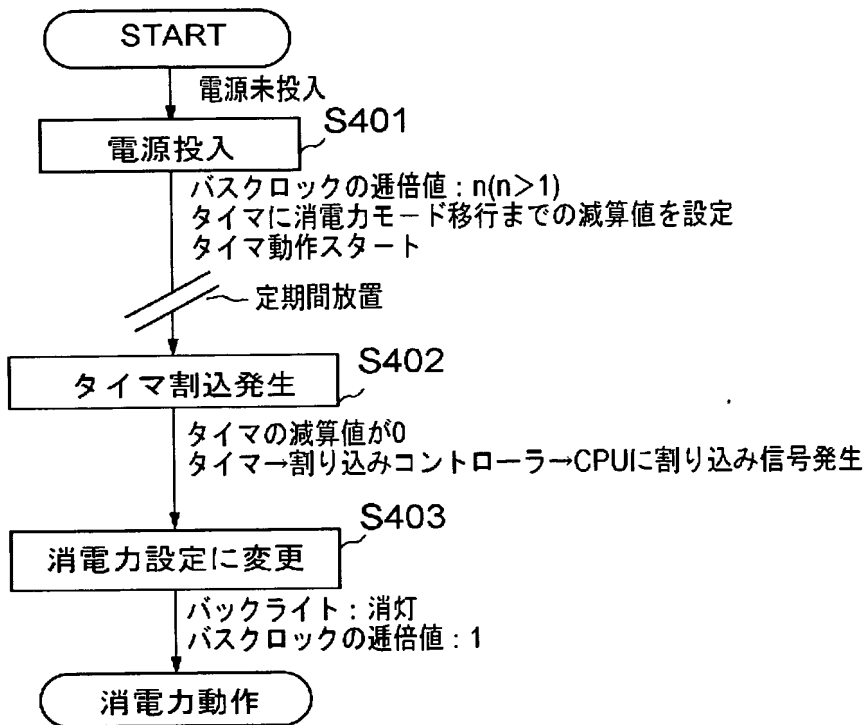 START
電源未投入
S401
電源投入
バスクロックの逓倍値：n(n＞1)
タイマに消電力モード移行までの減算値を設定
タイマ動作スタート
定期間放置
S402
タイマ割込発生
タイマの減算値が0
タイマ→割り込みコントローラ→CPUに割り込み信号発生
S403
消電力設定に変更
バックライト：消灯
バスクロックの逓倍値：1
消電力動作